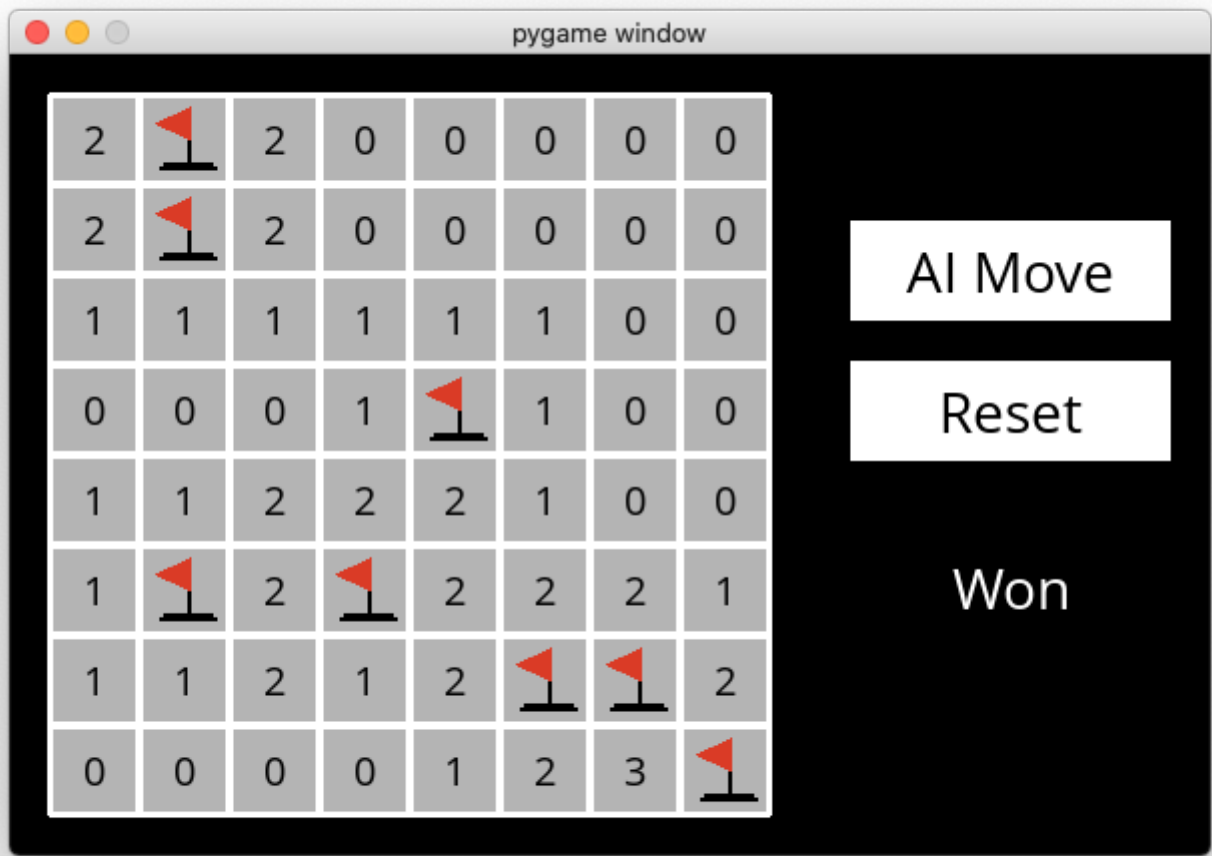 pygame window
2 2 0 0 0 0 0
2 2 0 0 0 0 0
AI Move
1 1 1 1 1 1 0 0
0 0 0 1 1 0 0
Reset
1 1 2 2 2 1 0 0
1 2 2 2 2 1
Won
1 1 2 1 2 2
0 0 0 0 1 2 3